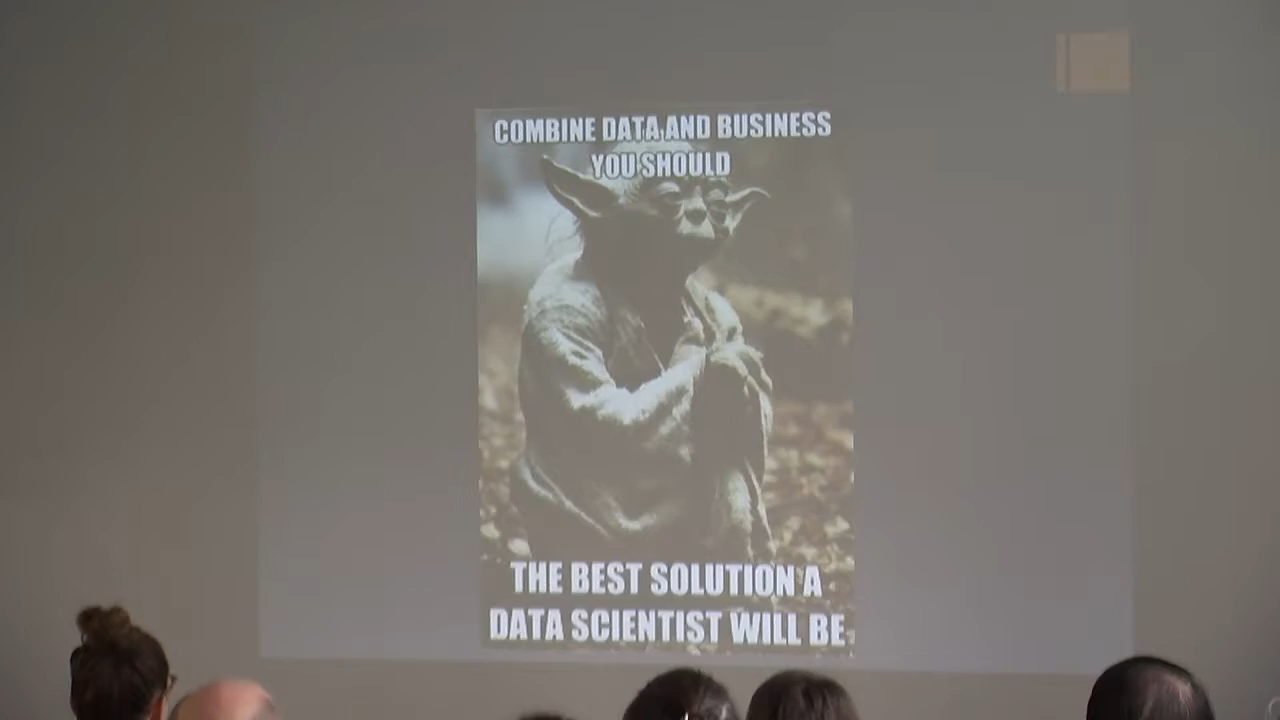 COMBINE DATA AND BUSINESS
YOU SHOULD
THE BEST SOLUTION A
DATA SCIENTIST WILL BE